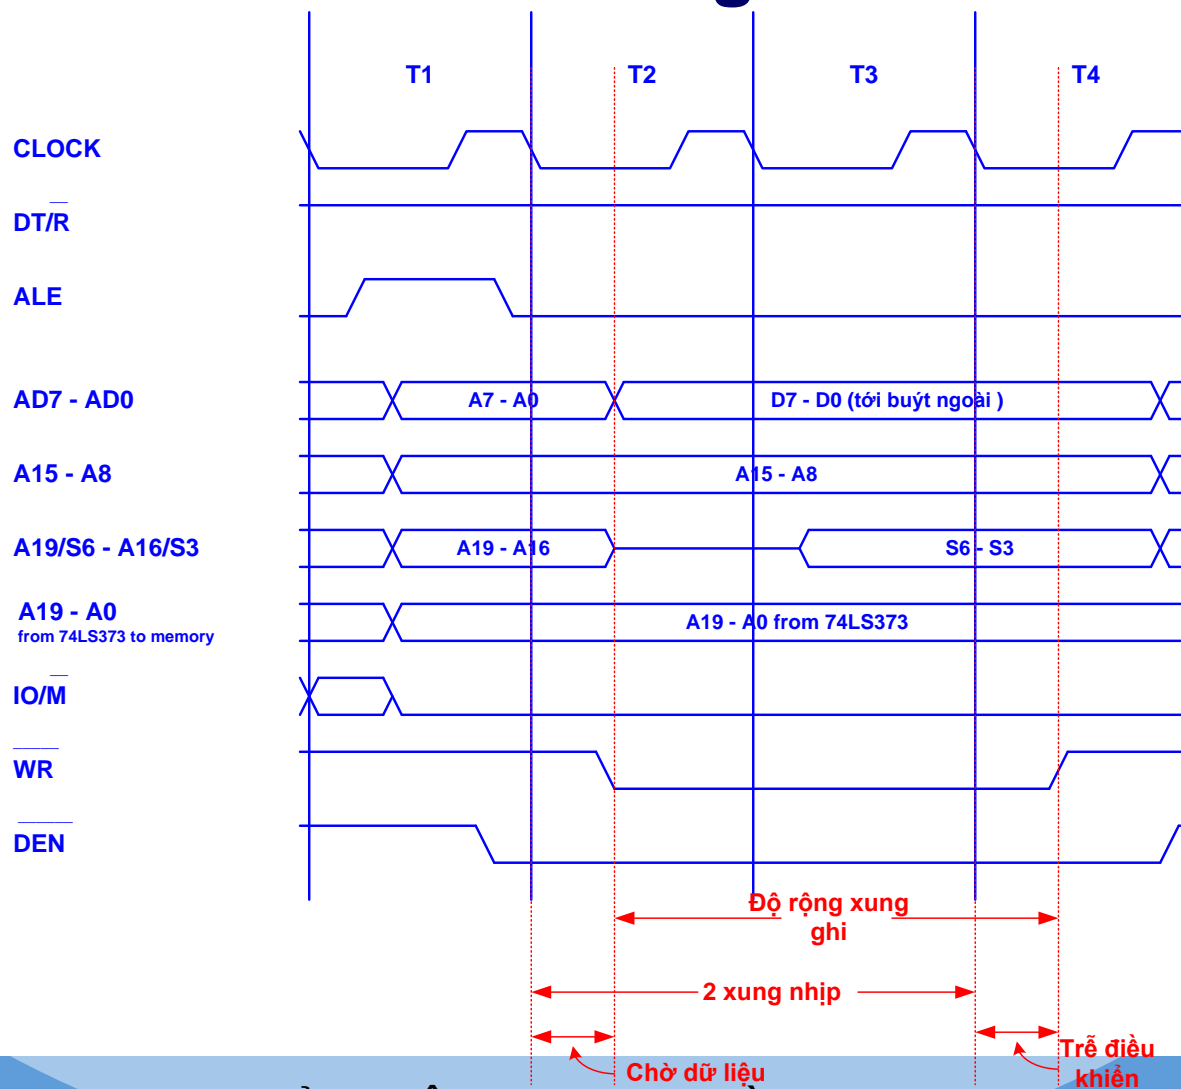 T1 T2 T3 T4
CLOCK
DT/R̅
ALE
AD7 - AD0 A7 - A0 D7 - D0 (tới buýt ngoài )
A15 - A8 A15 - A8
A19/S6 - A16/S3 A19 - A16 S6 - S3
A19 - A0
from 74LS373 to memory
A19 - A0 from 74LS373
IO/M̅
W̅R̅
D̅E̅N̅
Độ rộng xung
ghi
2 xung nhịp
Trễ điều
khiển
Chờ dữ liệu